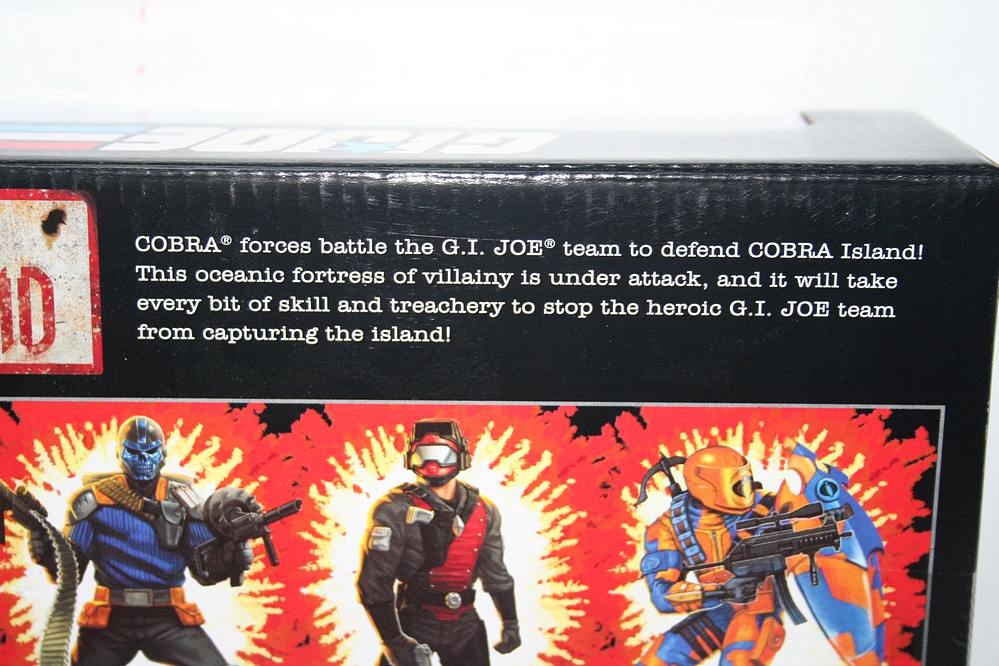 G.I. JOE
COBRA® forces battle the G.I. JOE® team to defend COBRA Island!
This oceanic fortress of villainy is under attack, and it will take
every bit of skill and treachery to stop the heroic G.I. JOE team
from capturing the island!